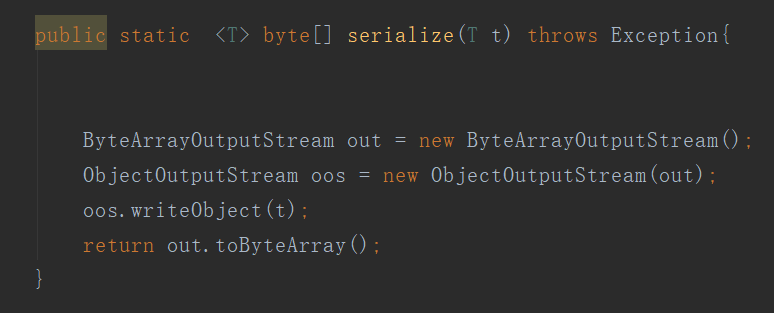 public static  <T> byte[] serialize(T t) throws Exception{
ByteArrayOutputStream out = new ByteArrayOutputStream();
ObjectOutputStream oos = new ObjectOutputStream(out);
oos.writeObject(t);
return out.toByteArray();
}